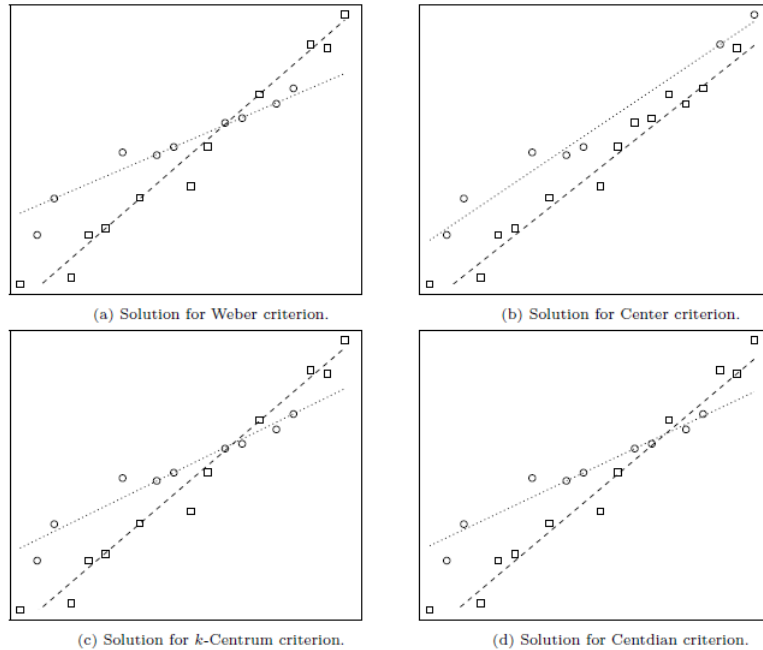 (a) Solution for Weber criterion.
(b) Solution for Center criterion.
(c) Solution for k-Centrum criterion.
(d) Solution for Centdian criterion.